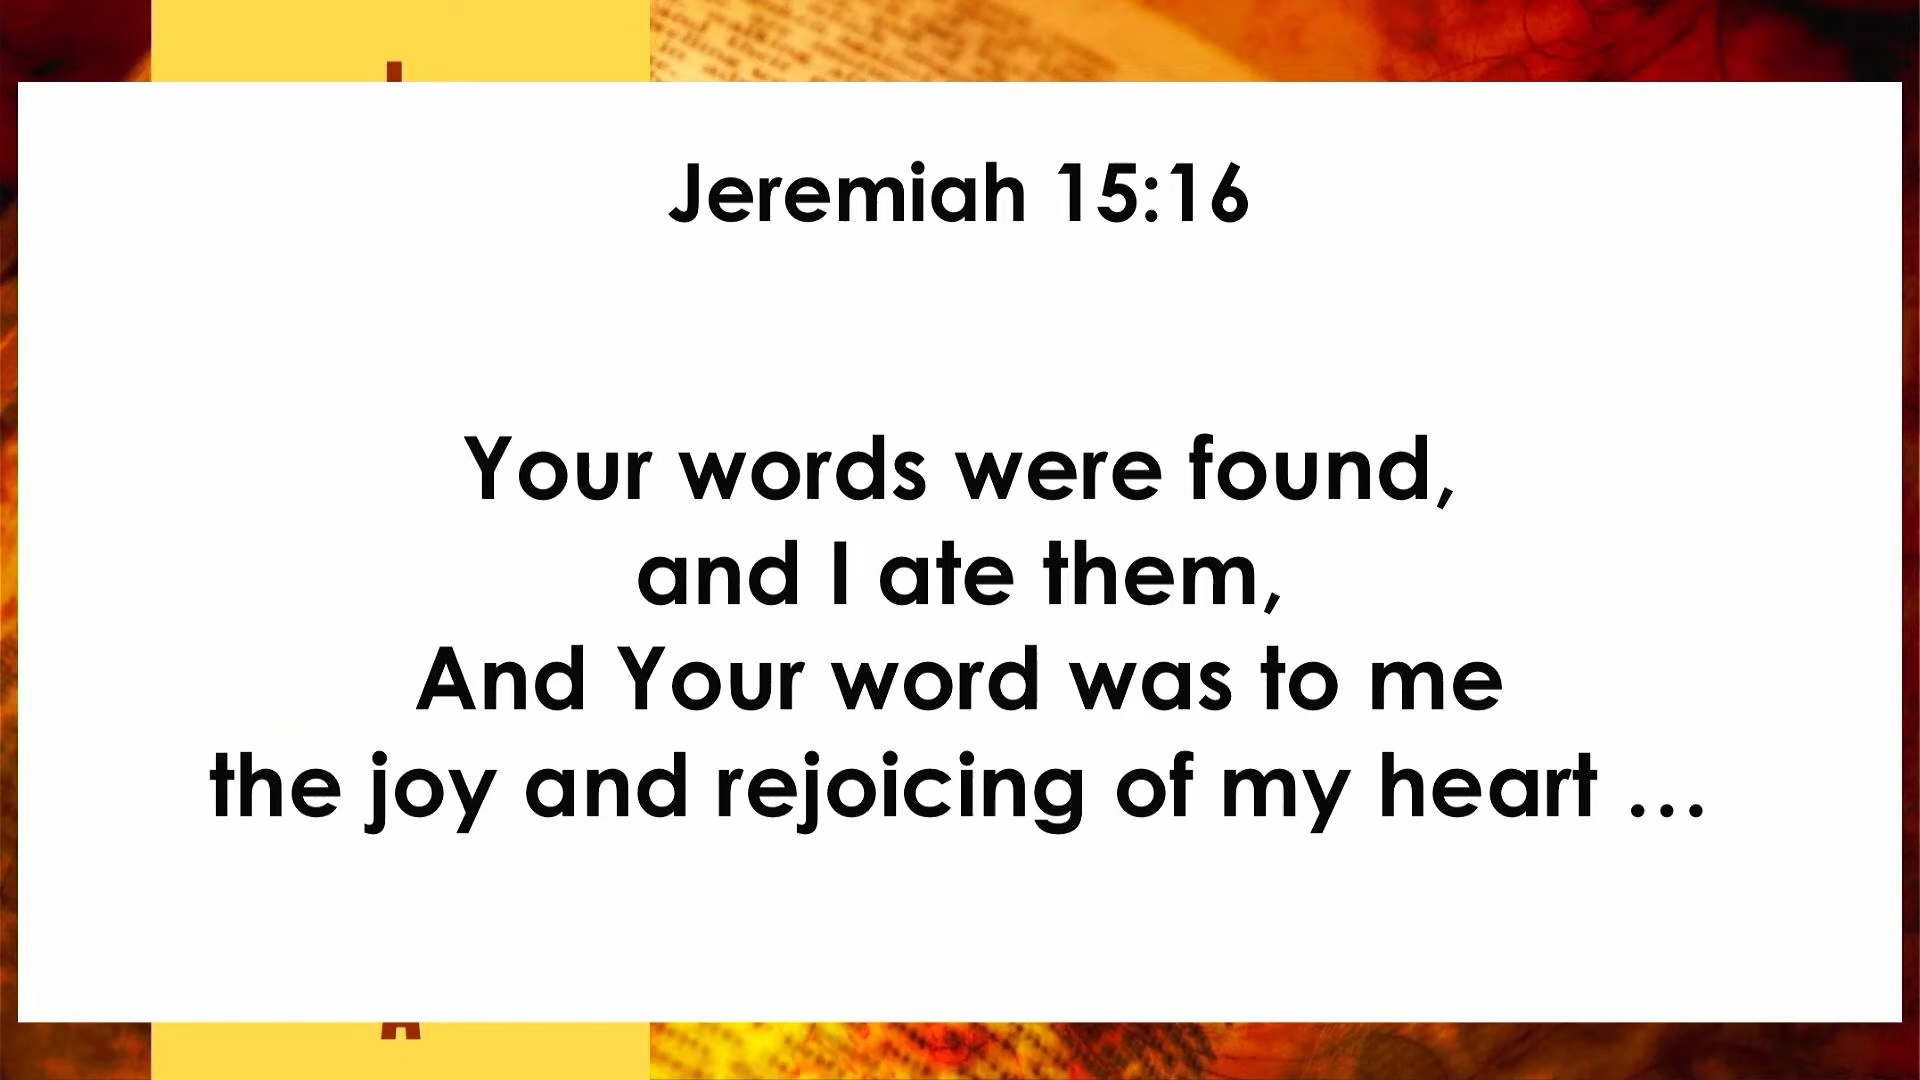 Jeremiah 15:16
Your words were found,
and I ate them,
And Your word was to me
the joy and rejoicing of my heart …